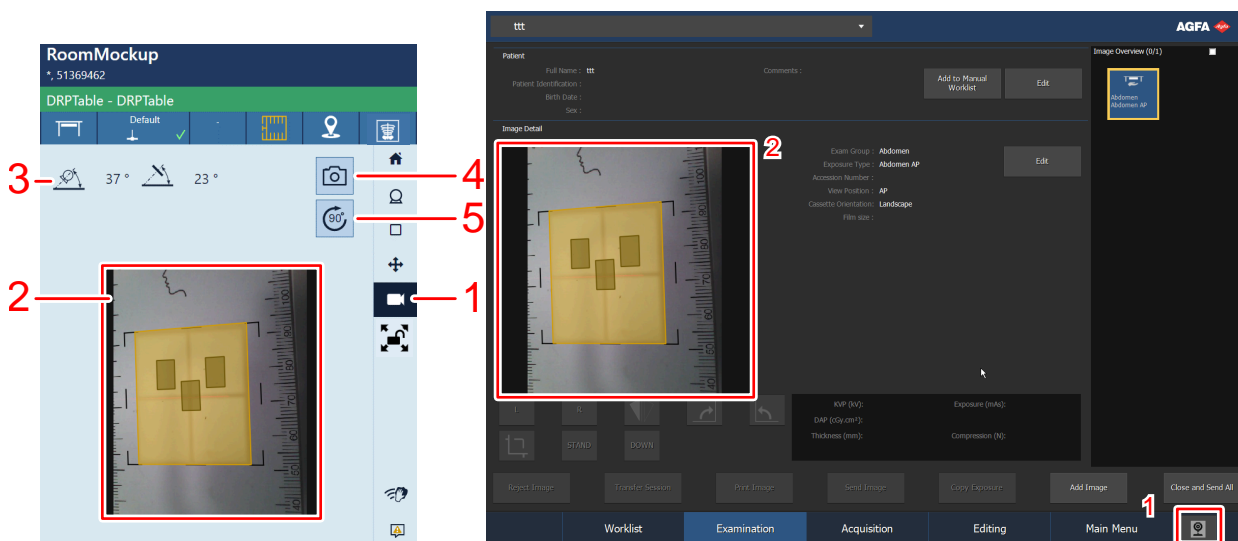 RoomMockup
*, 51369462
DRPTable - DRPTable
Default
3
37 °
23 °
4
90°
5
2
1
ttt
AGFA
Patient
Full Name : ttt
Comments :
Patient Identification :
Birth Date :
Sex :
Add to Manual
Worklist
Edit
Image Overview (0/1)
Abdomen
Abdomen AP
Image Detail
2
Exam Group : Abdomen
Exposure Type : Abdomen AP
Accession Number :
View Position : AP
Cassette Orientation: Landscape
Film size :
Edit
L
R
STAND
DOWN
KVP (kV):
Exposure (mAs):
DAP (cGy.cm²):
Thickness (mm):
Compression (N):
Reject Image
Transfer Session
Print Image
Send Image
Copy Exposure
Add Image
Close and Send All
1
Worklist
Examination
Acquisition
Editing
Main Menu